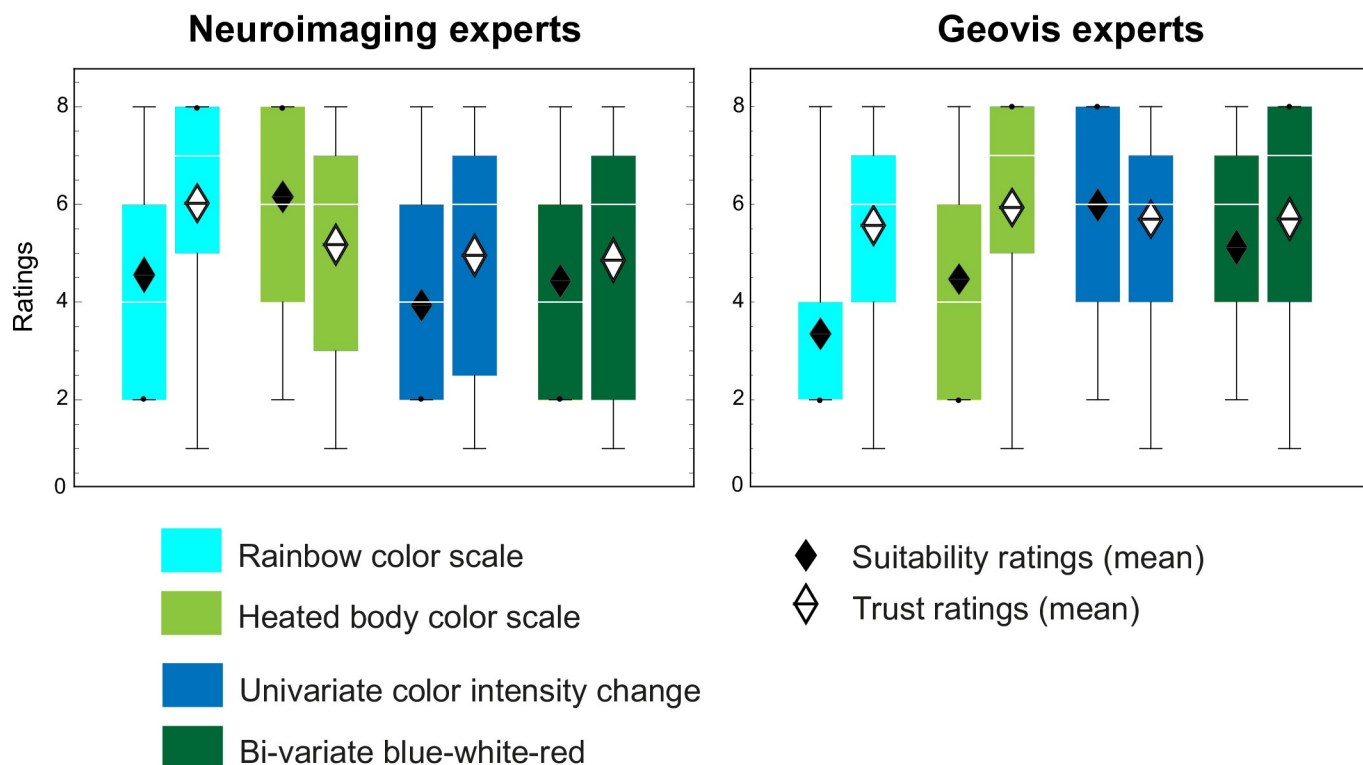 Neuroimaging experts
Geovis experts
Ratings
8
6
4
2
0
8
6
4
2
0
Rainbow color scale
Heated body color scale
Univariate color intensity change
Bi-variate blue-white-red
Suitability ratings (mean)
Trust ratings (mean)